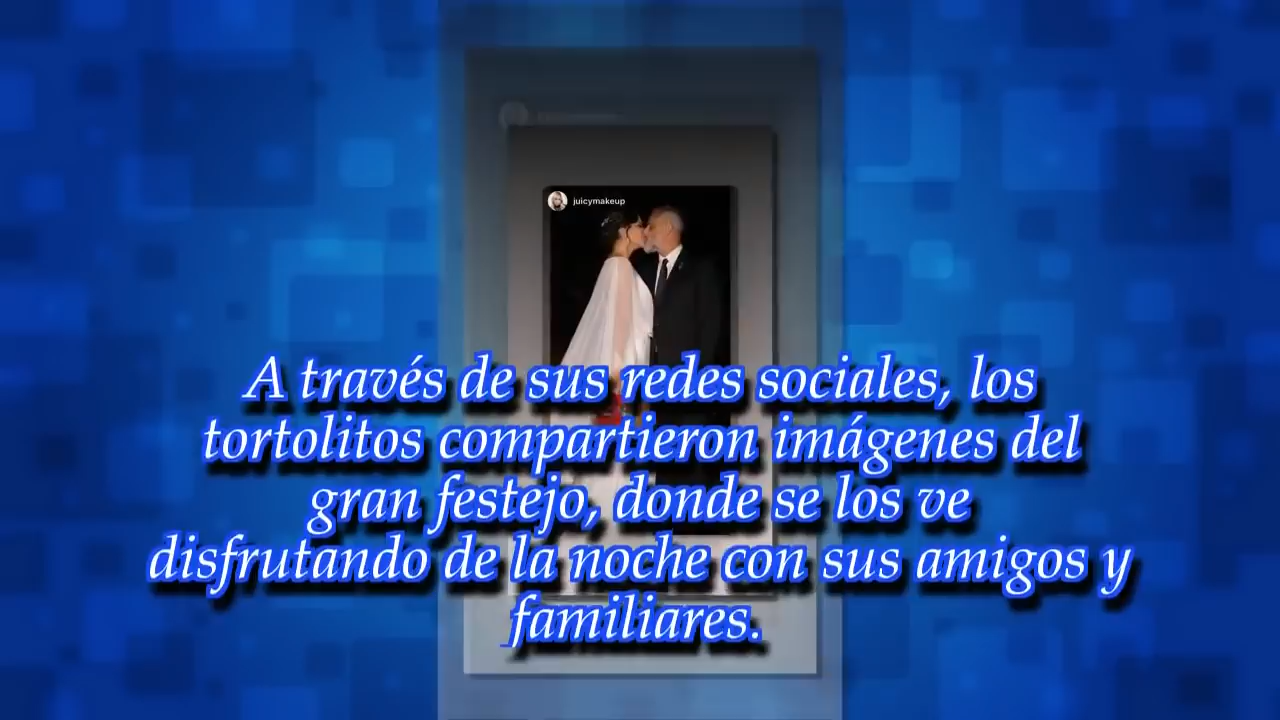 juicymakeup
A través de sus redes sociales, los
tortolitos compartieron imágenes del
gran festejo, donde se los ve
disfrutando de la noche con sus amigos y
familiares.